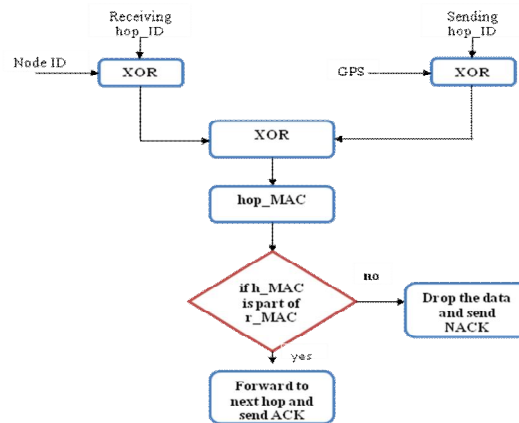 Receiving
hop_ID
Sending
hop_ID
Node ID
XOR
GPS
XOR
XOR
hop_MAC
if h_MAC
is part of
r_MAC
no
Drop the data
and send
NACK
yes
Forward to
next hop and
send ACK